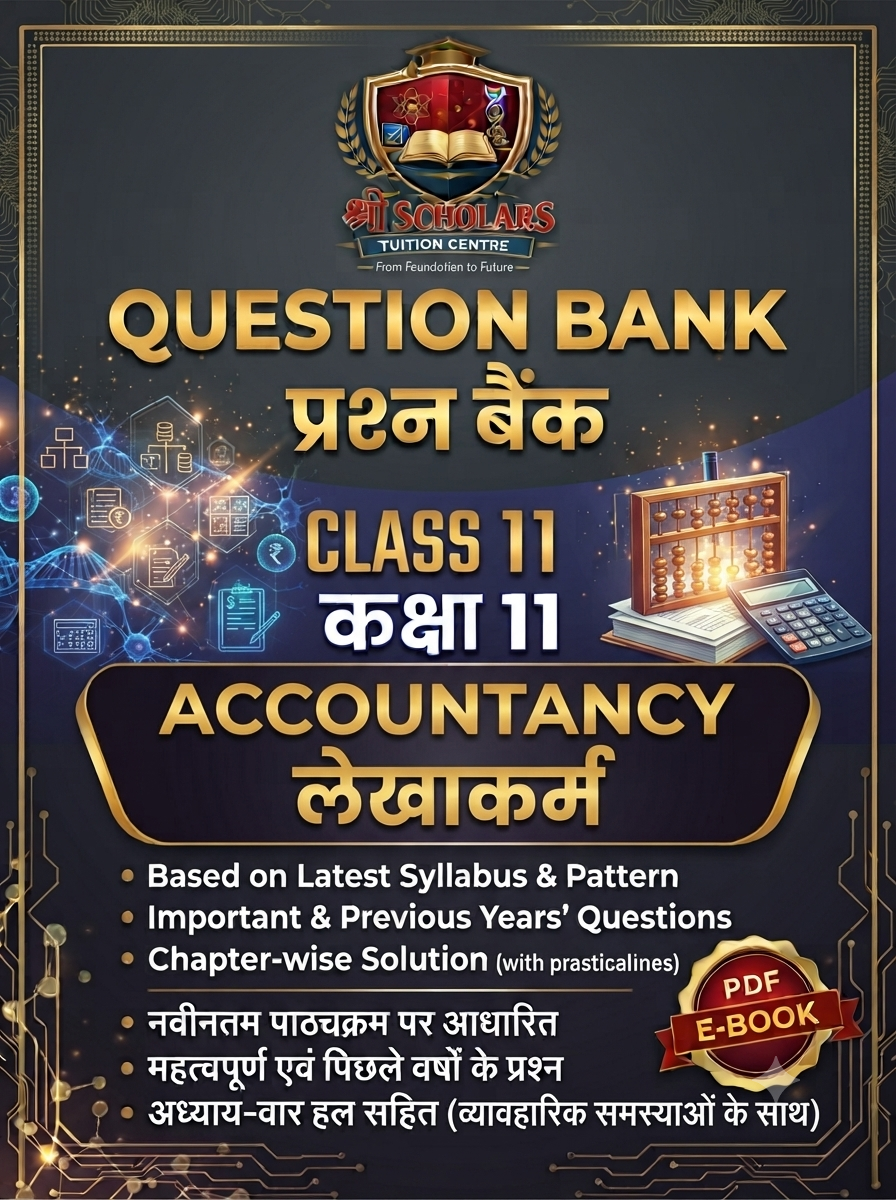 श्री SCHOLARS
TUITION CENTRE
From Feundotien to Future
QUESTION BANK
प्रश्न बैंक
CLASS 11
कक्षा 11
ACCOUNTANCY
लेखाकर्म
• Based on Latest Syllabus & Pattern
• Important & Previous Years’ Questions
• Chapter-wise Solution (with prasticalines)
• नवीनतम पाठचक्रम पर आधारित
• महत्वपूर्ण एवं पिछले वर्षों के प्रश्न
• अध्याय-वार हल सहित (व्यावहारिक समस्याओं के साथ)
PDF
E-BOOK